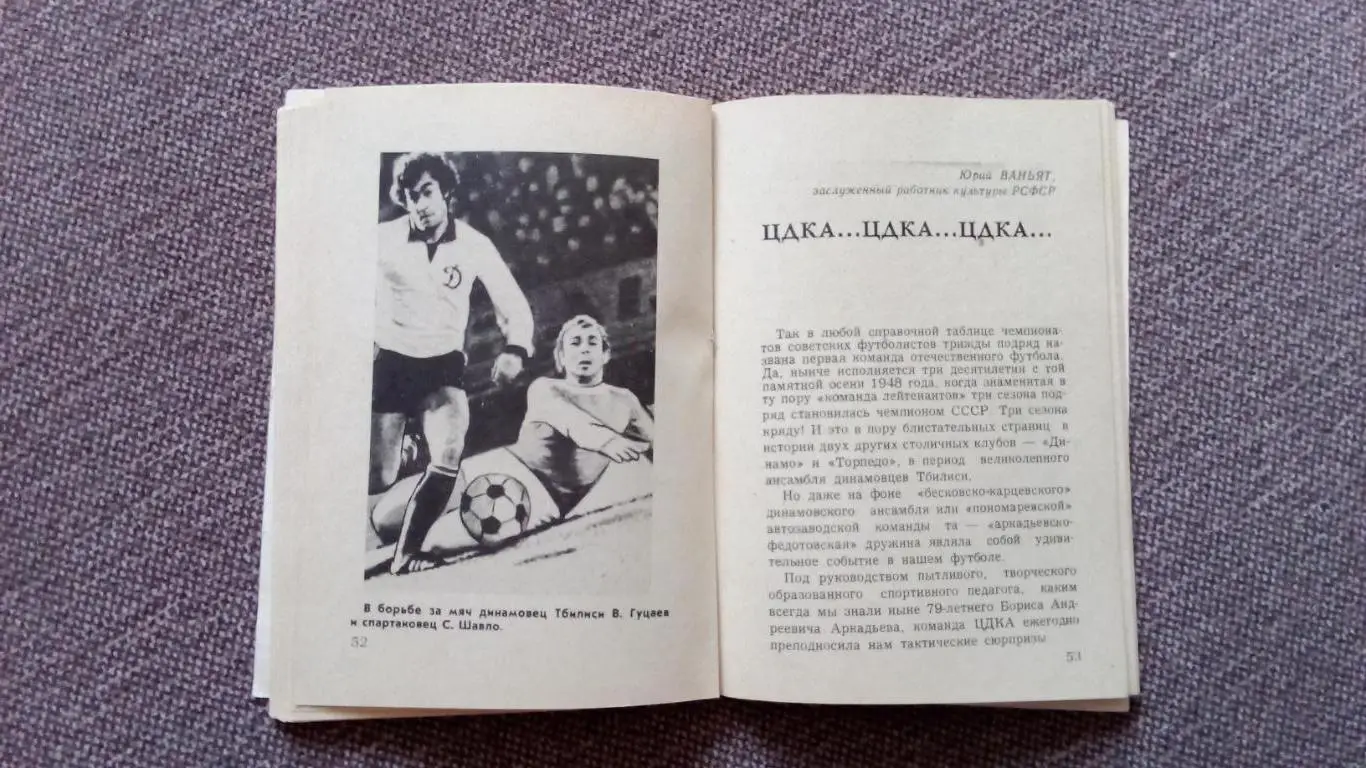 Д
В борьбе за мяч динамовец Тбилиси В. Гуцаев
и спартаковец С. Шавло.
52
Юрий ВАНЬЯТ,
заслуженный работник культуры РСФСР
ЦДКА...ЦДКА...ЦДКА...
Так в любой справочной таблице чемпиона-
тов советских футболистов трижды подряд на-
звана первая команда отечественного футбола.
Да, нынче исполняется три десятилетия с той
памятной осени 1948 года, когда знаменитая в
ту пору «команда лейтенантов» три сезона под-
ряд становилась чемпионом СССР. Три сезона
кряду! И это в пору блистательных страниц в
истории двух других столичных клубов — «Ди-
намо» и «Торпедо», в период великолепного
ансамбля динамовцев Тбилиси.
Но даже на фоне «бесковско-карцевского»
динамовского ансамбля или «пономаревской»
автозаводской команды та — «аркадьевско-
федотовская» дружина являла собой удиви-
тельное событие в нашем футболе.
Под руководством пытливого, творческого
образованного спортивного педагога, каким
всегда мы знали ныне 79-летнего Бориса Анд-
реевича Аркадьева, команда ЦДКА ежегодно
преподносила нам тактические сюрпризы
53